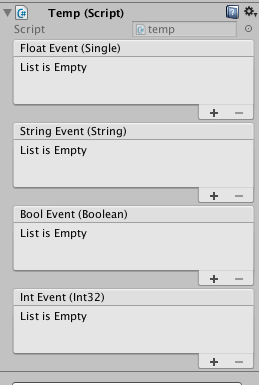 Temp (Script)
Script temp
Float Event (Single)
List is Empty
+ −
String Event (String)
List is Empty
+ −
Bool Event (Boolean)
List is Empty
+ −
Int Event (Int32)
List is Empty
+ −